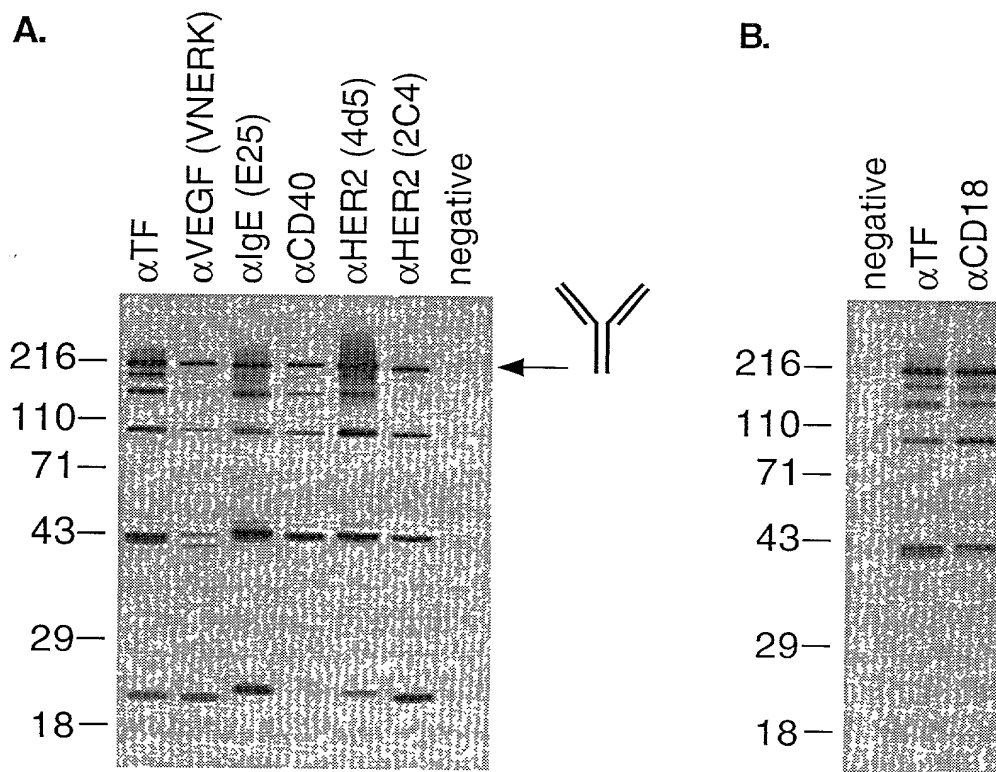 A.
αTF
αVEGF (VNERK)
αIgE (E25)
αCD40
αHER2 (4d5)
αHER2 (2C4)
negative
216
110
71
43
29
18
B.
negative
αTF
αCD18
216
110
71
43
29
18